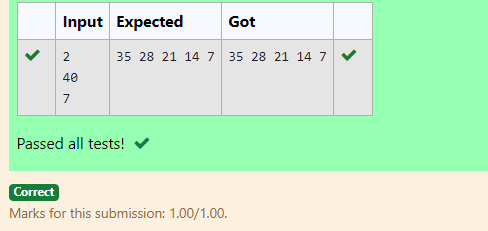 Input Expected Got
2 35 28 21 14 7 35 28 21 14 7
40
7
Passed all tests!
Correct
Marks for this submission: 1.00/1.00.